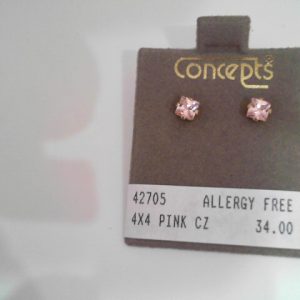 Concepts®
42705 ALLERGY FREE
4X4 PINK CZ 34.00